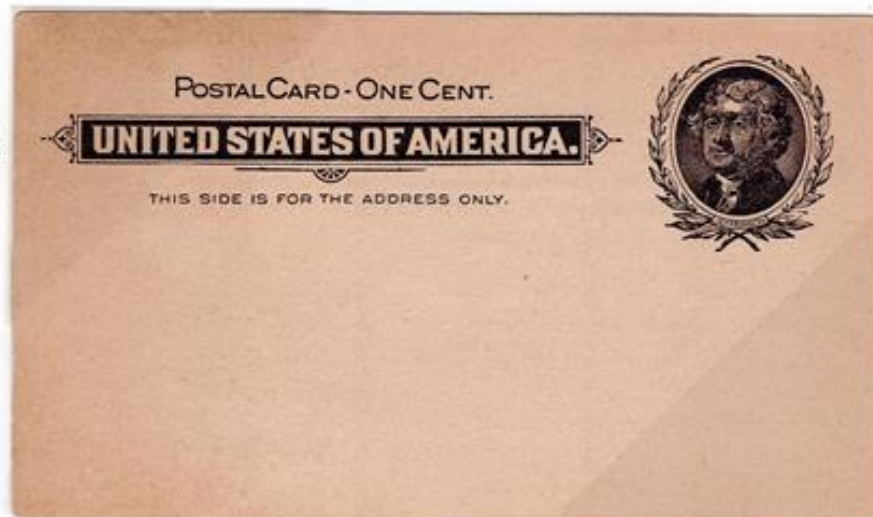 POSTAL CARD - ONE CENT.
UNITED STATES OF AMERICA.
THIS SIDE IS FOR THE ADDRESS ONLY.